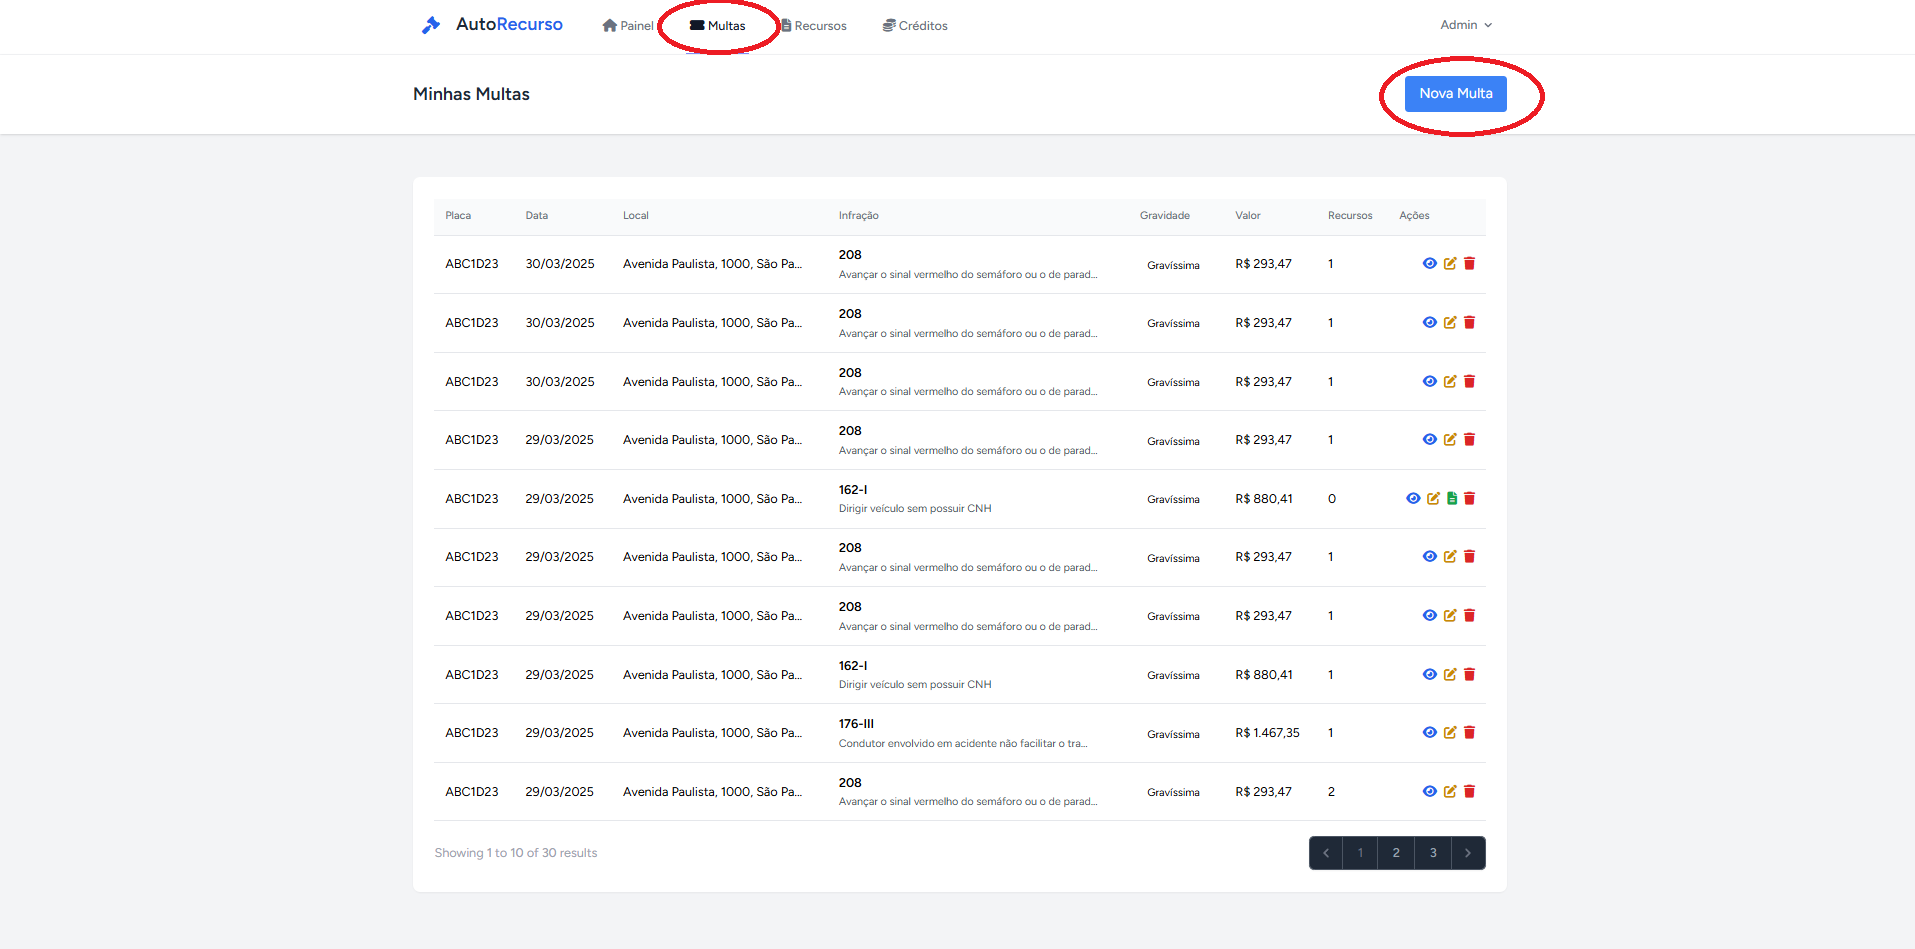 AutoRecurso Painel Multas Recursos Créditos Admin
Minhas Multas Nova Multa
Placa Data Local Infração Gravidade Valor Recursos Ações
ABC1D23 30/03/2025 Avenida Paulista, 1000, São Pa... 208 Gravíssima R$ 293,47 1
Avançar o sinal vermelho do semáforo ou o de parad...
ABC1D23 30/03/2025 Avenida Paulista, 1000, São Pa... 208 Gravíssima R$ 293,47 1
Avançar o sinal vermelho do semáforo ou o de parad...
ABC1D23 30/03/2025 Avenida Paulista, 1000, São Pa... 208 Gravíssima R$ 293,47 1
Avançar o sinal vermelho do semáforo ou o de parad...
ABC1D23 29/03/2025 Avenida Paulista, 1000, São Pa... 208 Gravíssima R$ 293,47 1
Avançar o sinal vermelho do semáforo ou o de parad...
ABC1D23 29/03/2025 Avenida Paulista, 1000, São Pa... 162-I Gravíssima R$ 880,41 0
Dirigir veículo sem possuir CNH
ABC1D23 29/03/2025 Avenida Paulista, 1000, São Pa... 208 Gravíssima R$ 293,47 1
Avançar o sinal vermelho do semáforo ou o de parad...
ABC1D23 29/03/2025 Avenida Paulista, 1000, São Pa... 208 Gravíssima R$ 293,47 1
Avançar o sinal vermelho do semáforo ou o de parad...
ABC1D23 29/03/2025 Avenida Paulista, 1000, São Pa... 162-I Gravíssima R$ 880,41 1
Dirigir veículo sem possuir CNH
ABC1D23 29/03/2025 Avenida Paulista, 1000, São Pa... 176-III Gravíssima R$ 1.467,35 1
Condutor envolvido em acidente não facilitar o tra...
ABC1D23 29/03/2025 Avenida Paulista, 1000, São Pa... 208 Gravíssima R$ 293,47 2
Avançar o sinal vermelho do semáforo ou o de parad...
Showing 1 to 10 of 30 results 1 2 3